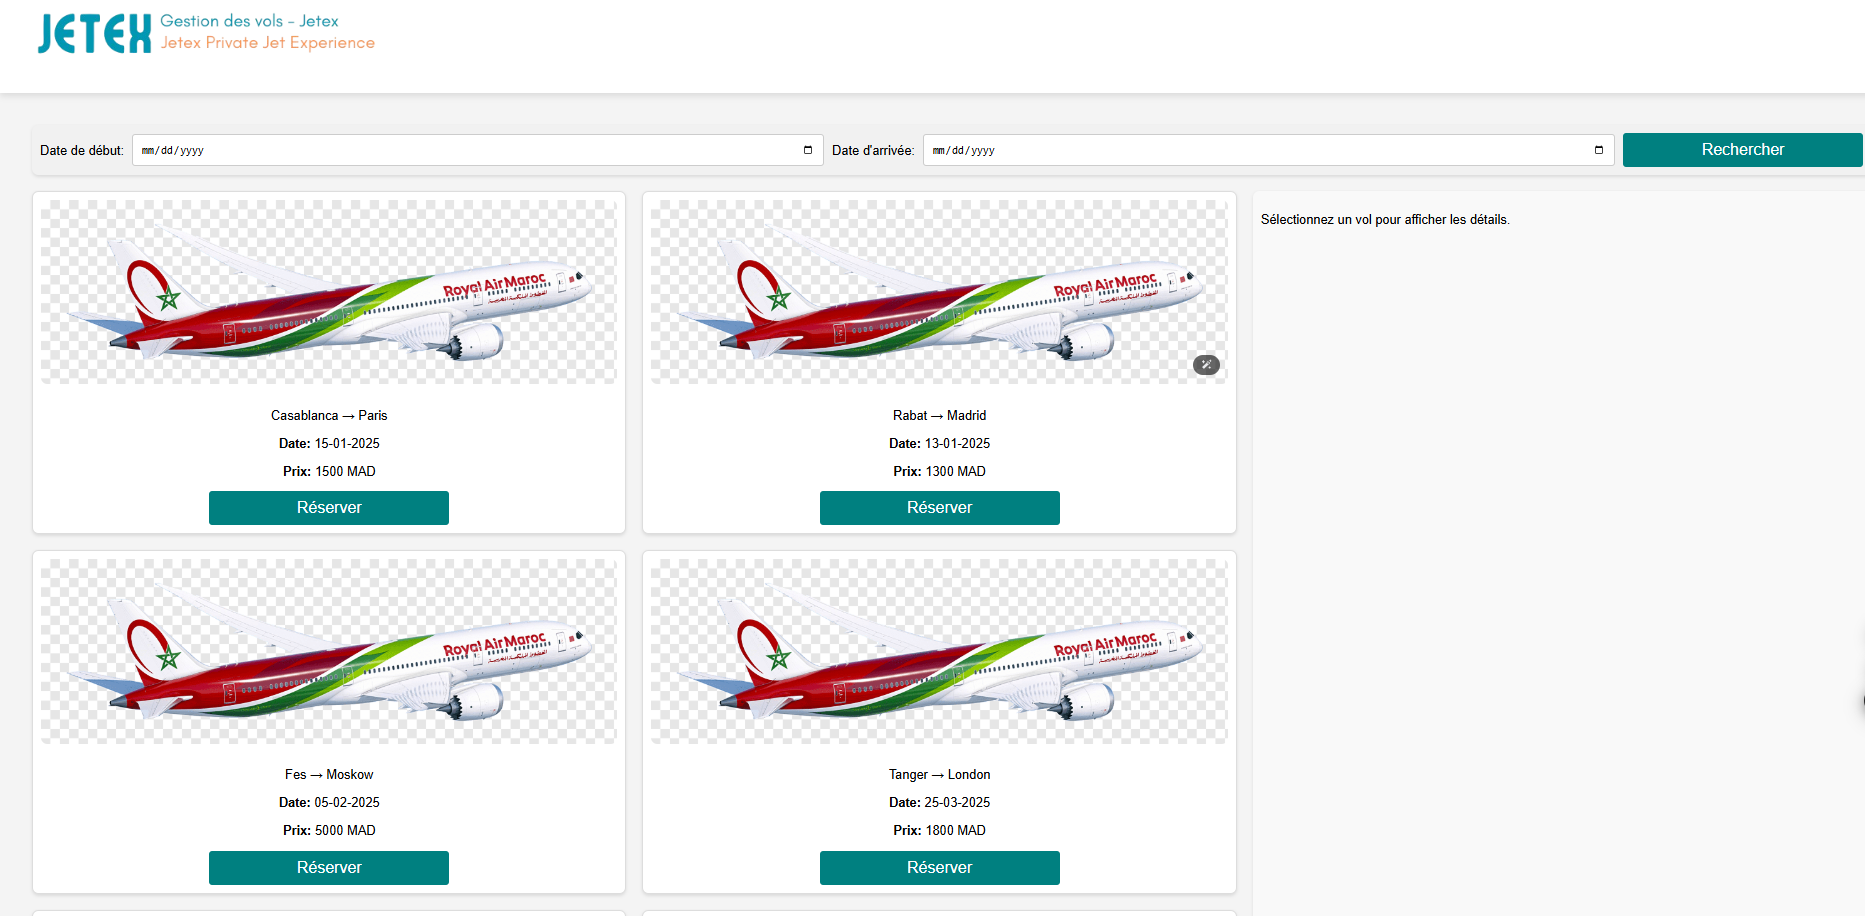 JETEX
Gestion des vols - Jetex
Jetex Private Jet Experience
Date de début: mm/dd/yyyy Date d'arrivée: mm/dd/yyyy Rechercher
Royal Air Maroc
Casablanca → Paris
Date: 15-01-2025
Prix: 1500 MAD
Réserver
Royal Air Maroc
Rabat → Madrid
Date: 13-01-2025
Prix: 1300 MAD
Réserver
Sélectionnez un vol pour afficher les détails.
Royal Air Maroc
Fes → Moskow
Date: 05-02-2025
Prix: 5000 MAD
Réserver
Royal Air Maroc
Tanger → London
Date: 25-03-2025
Prix: 1800 MAD
Réserver